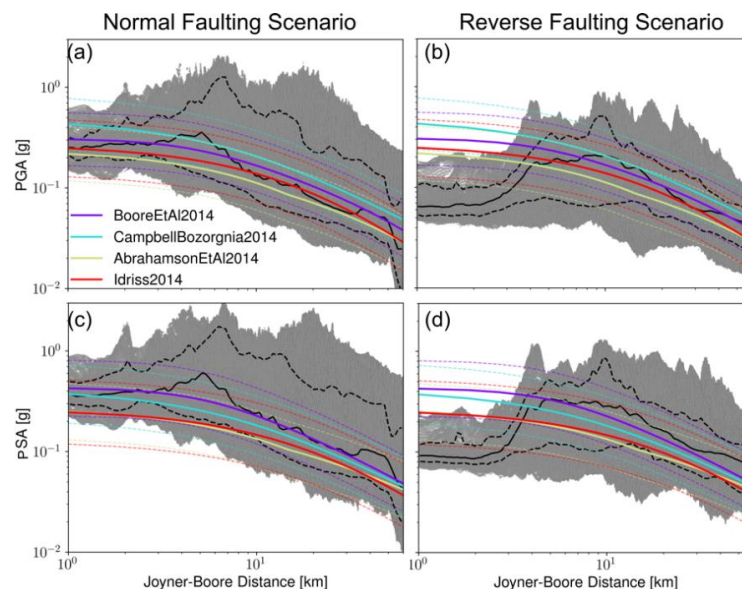 Normal Faulting Scenario
Reverse Faulting Scenario
(a)
(b)
PGA [g]
10⁰
10⁻¹
10⁻²
BooreEtAl2014
CampbellBozorgnia2014
AbrahamsonEtAl2014
Idriss2014
(c)
(d)
PSA [g]
10⁰
10⁻¹
10⁻²
10⁰
10¹
10⁰
10¹
Joyner-Boore Distance [km]
Joyner-Boore Distance [km]